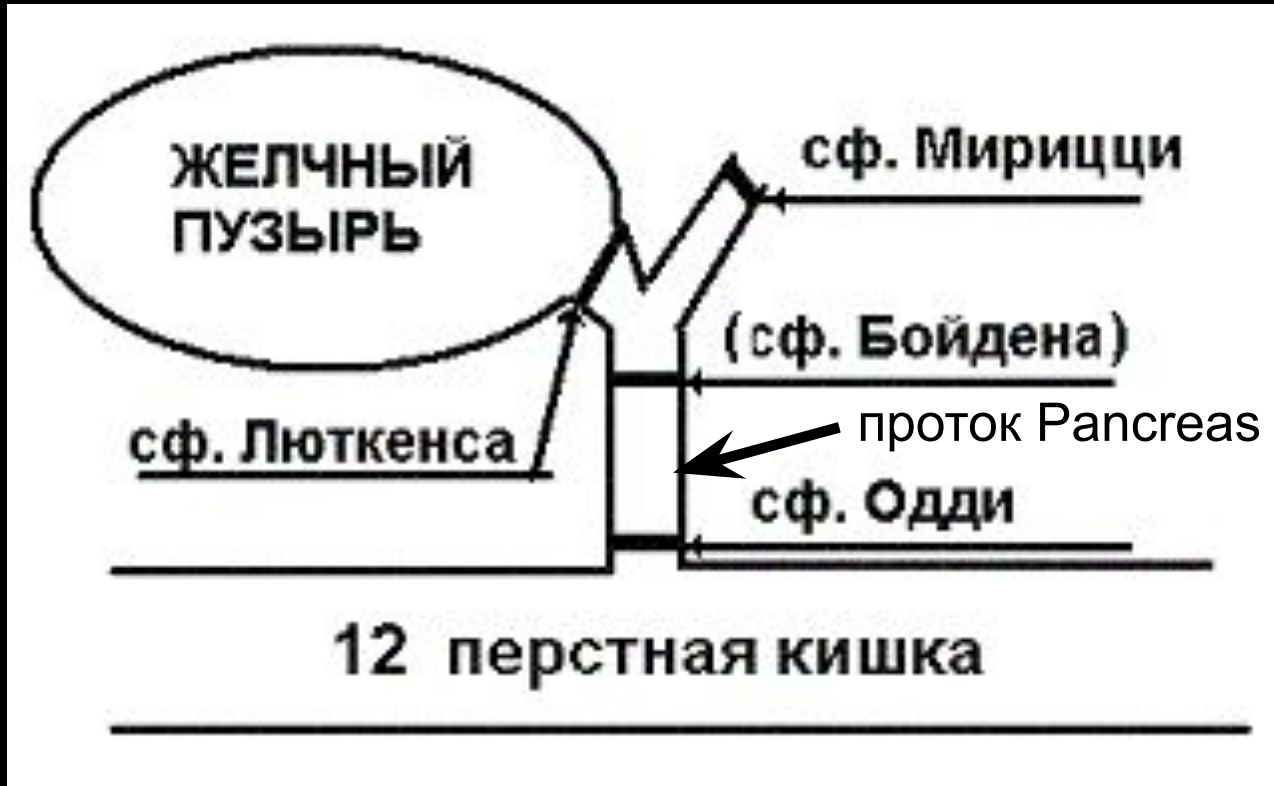 ЖЕЛЧНЫЙ
ПУЗЫРЬ
сф. Мирицци
(сф. Бойдена)
проток Pancreas
сф. Люткенса
сф. Одди
12 перстная кишка